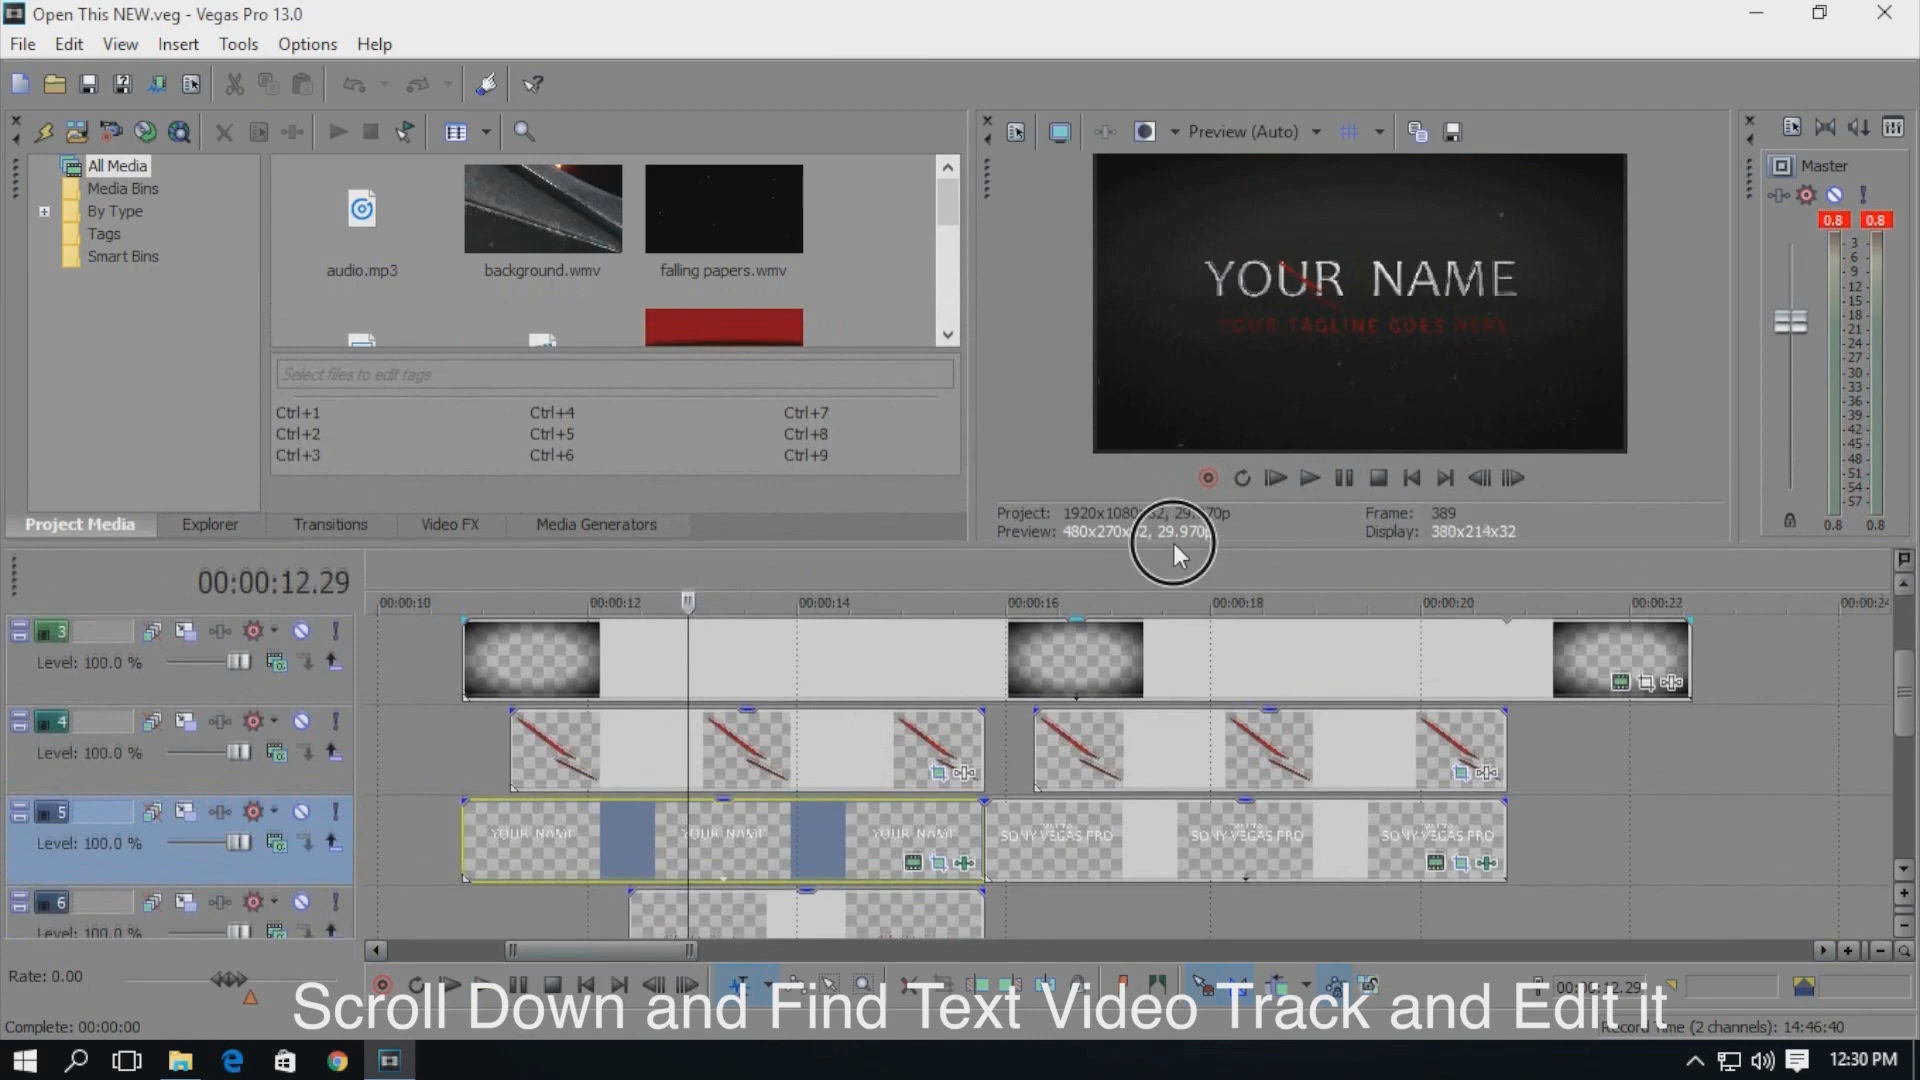 Open This NEW.veg - Vegas Pro 13.0
File Edit View Insert Tools Options Help
Preview (Auto)
All Media
Media Bins
By Type
Tags
Smart Bins
audio.mp3 background.wmv falling papers.wmv
Select files to edit tags
Ctrl+1 Ctrl+4 Ctrl+7
Ctrl+2 Ctrl+5 Ctrl+8
Ctrl+3 Ctrl+6 Ctrl+9
Project Media Explorer Transitions Video FX Media Generators
YOUR NAME
YOUR TAGLINE GOES HERE
Project: 1920x1080x32, 29.970p Frame: 389
Preview: 480x270x32, 29.970p Display: 380x214x32
Master
0.8 0.8
3
6
9
12
15
18
21
24
27
30
33
36
39
42
45
48
51
54
57
0.8 0.8
00:00:12.29
00:00:10 00:00:12 00:00:14 00:00:16 00:00:18 00:00:20 00:00:22 00:00:24
3
Level: 100.0 %
4
Level: 100.0 %
5
Level: 100.0 %
YOUR NAME YOUR NAME YOUR NAME SONY VEGAS PRO SONY VEGAS PRO SONY VEGAS PRO
6
Level: 100.0 %
Rate: 0.00
00:00:12.29
Scroll Down and Find Text Video Track and Edit it
Complete: 00:00:00
Record Time (2 channels): 14:46:40
12:30 PM